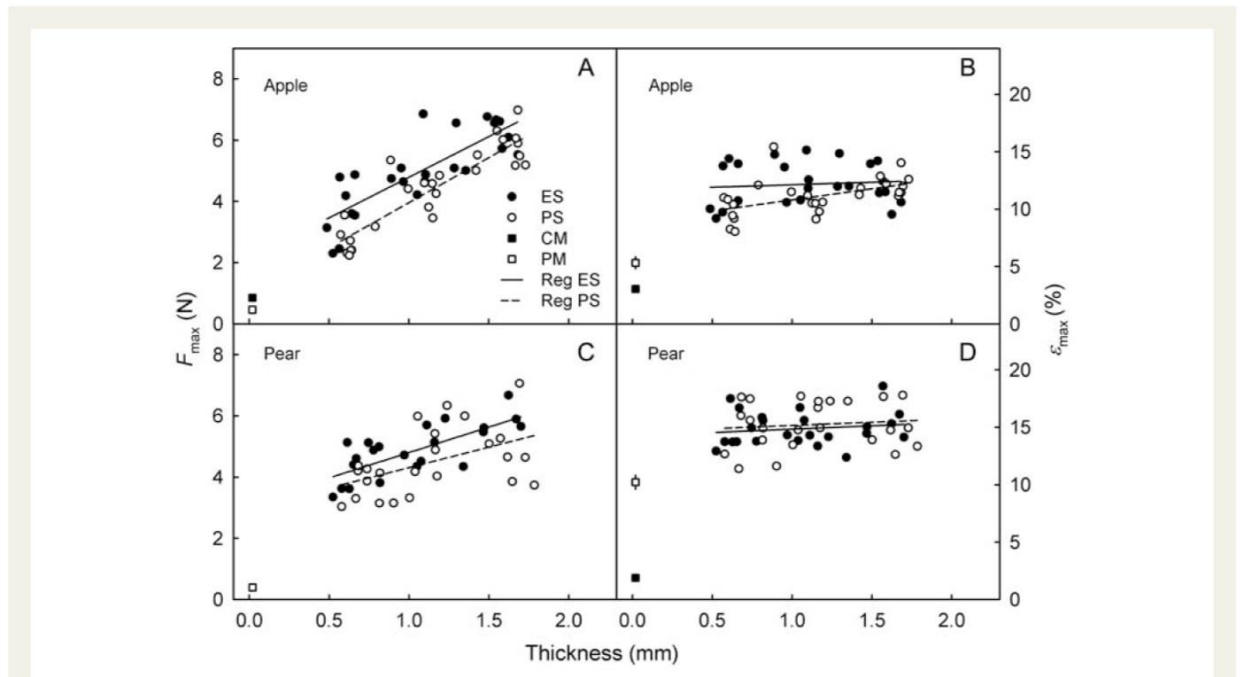 A
B
Apple
Apple
8
6
4
2
0
20
15
10
5
0
ES
PS
CM
PM
Reg ES
Reg PS
C
D
Pear
Pear
8
6
4
2
0
20
15
10
5
0
Fmax (N)
εmax (%)
0.0 0.5 1.0 1.5 2.0 0.0 0.5 1.0 1.5 2.0
Thickness (mm)